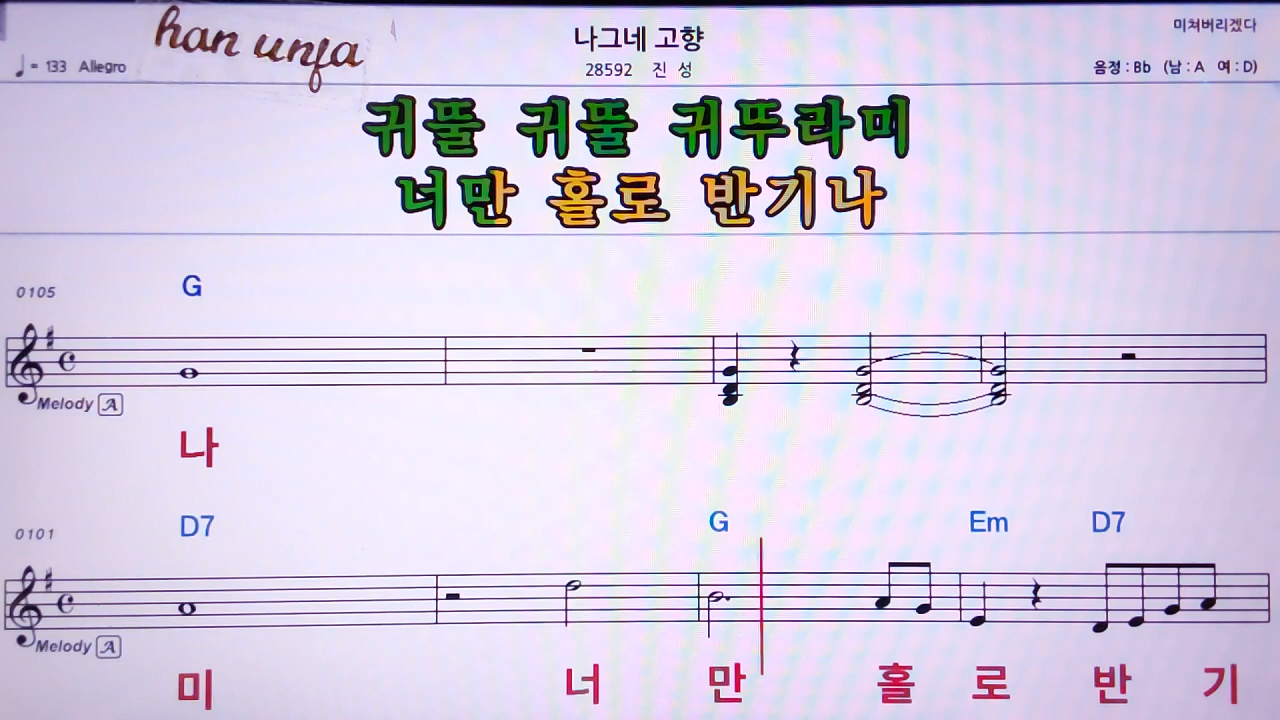 han unfa
나그네 고향
미쳐버리겠다
♩= 133 Allegro
28592 진 성
음정 : Bb (남 : A 여 : D)
귀뚤 귀뚤 귀뚜라미
너만 홀로 반기나
0105 G
Melody A
나
0101 D7 G Em D7
Melody A
미 너 만 홀 로 반 기